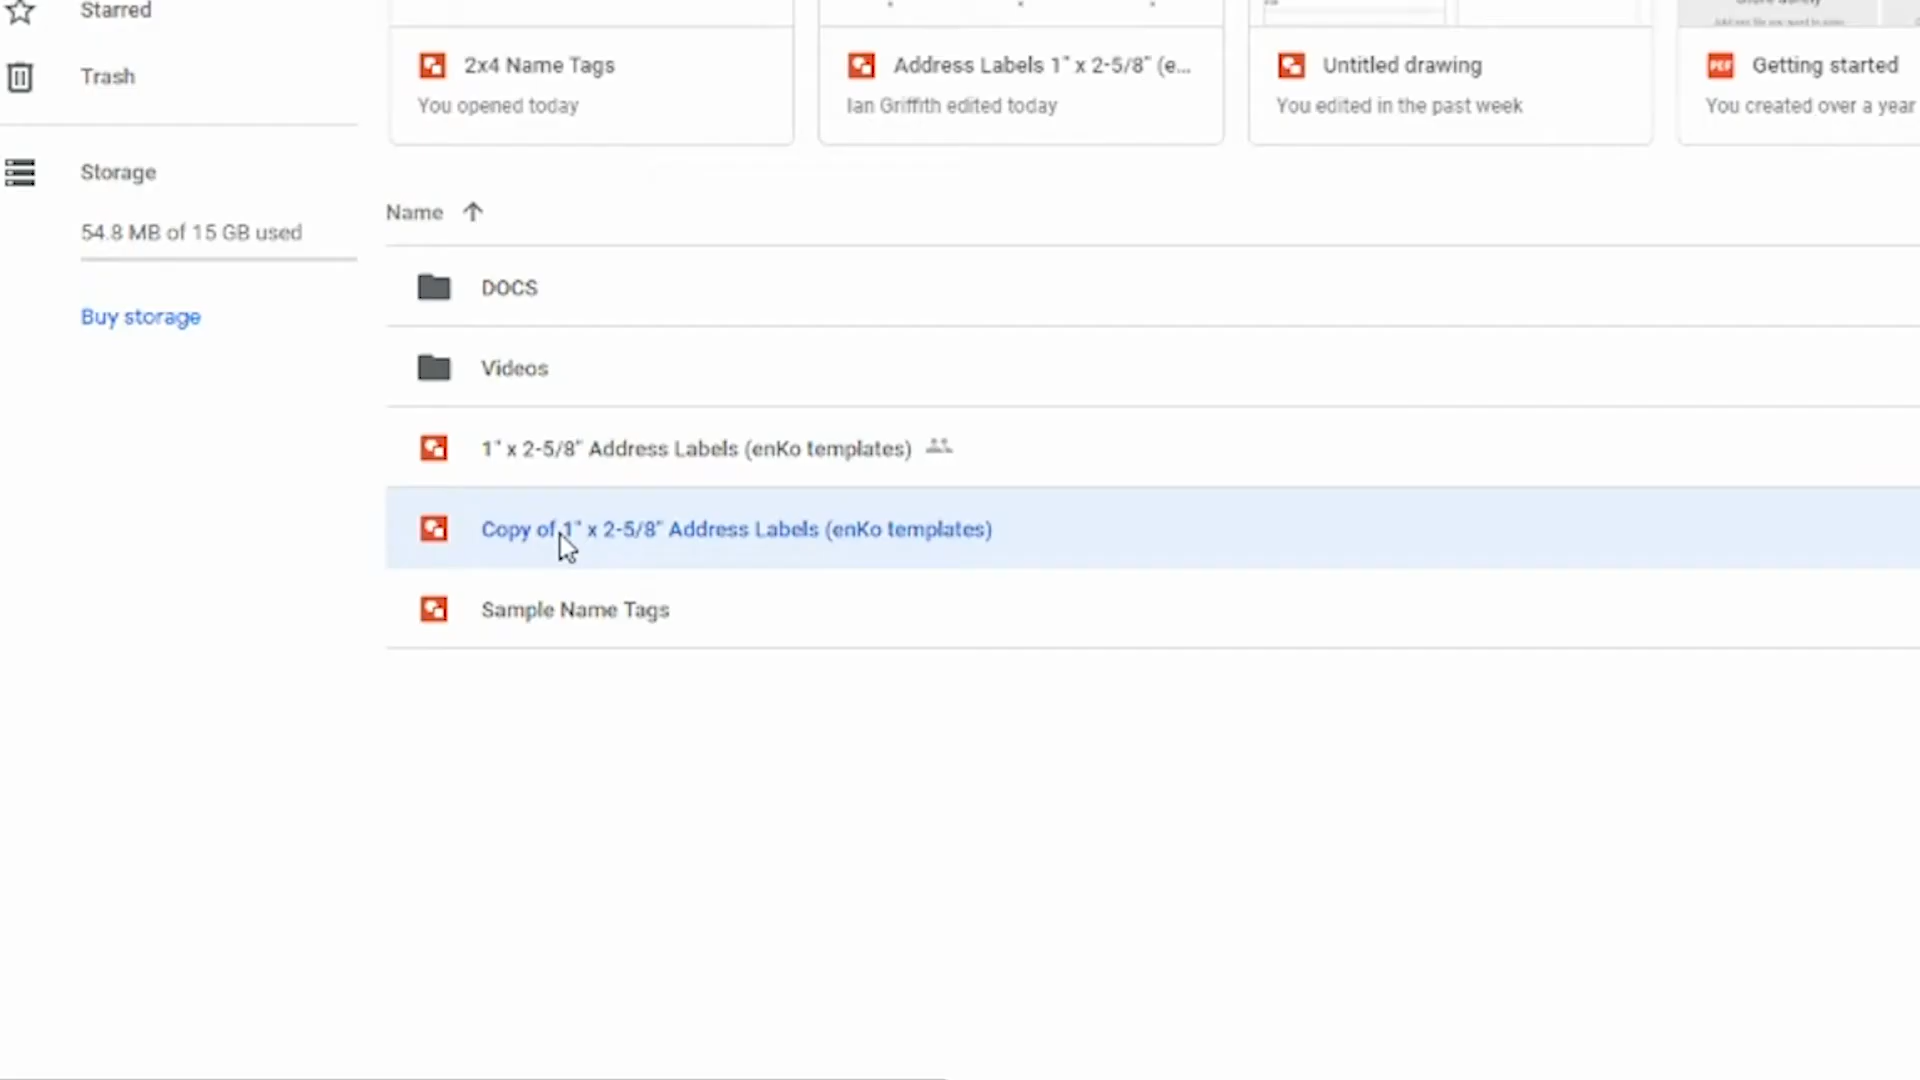 Starred
Trash
Storage
54.8 MB of 15 GB used
Buy storage
2x4 Name Tags
You opened today
Address Labels 1" x 2-5/8" (e...
Ian Griffith edited today
Untitled drawing
You edited in the past week
PDF
Getting started
You created over a year
Name
DOCS
Videos
1" x 2-5/8" Address Labels (enKo templates)
Copy of 1" x 2-5/8" Address Labels (enKo templates)
Sample Name Tags